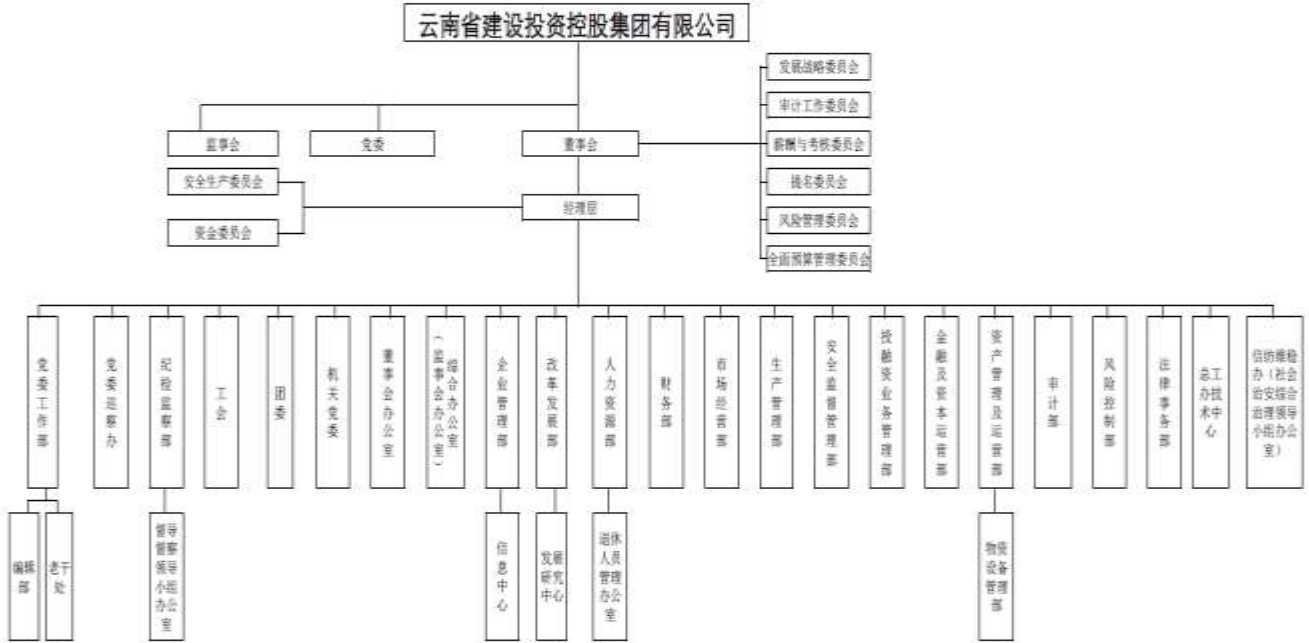 云南省建设投资控股集团有限公司
发展战略委员会
审计工作委员会
监事会
党委
董事会
薪酬与考核委员会
安全生产委员会
提名委员会
经理层
资金委员会
风险管理委员会
全面预算管理委员会
党委工作部
党委巡察办
纪检监察部
工会
团委
机关党委
董事会办公室
综合办公室
（监事会办公室）
企业管理部
改革发展部
人力资源部
财务部
市场经营部
生产管理部
安全监督管理部
投融资业务管理部
金融及资本运营部
资产管理及运营部
审计部
风险控制部
法律事务部
总工办技术中心
信纺维稳
办（社会
治安综合
治理领导
小组办公
室）
编辑部
老干处
督导
督察
领导
小组
办公
室
信息中心
发展
研究
中心
退休
人员
管理
办公
室
物资
设备
管理
部